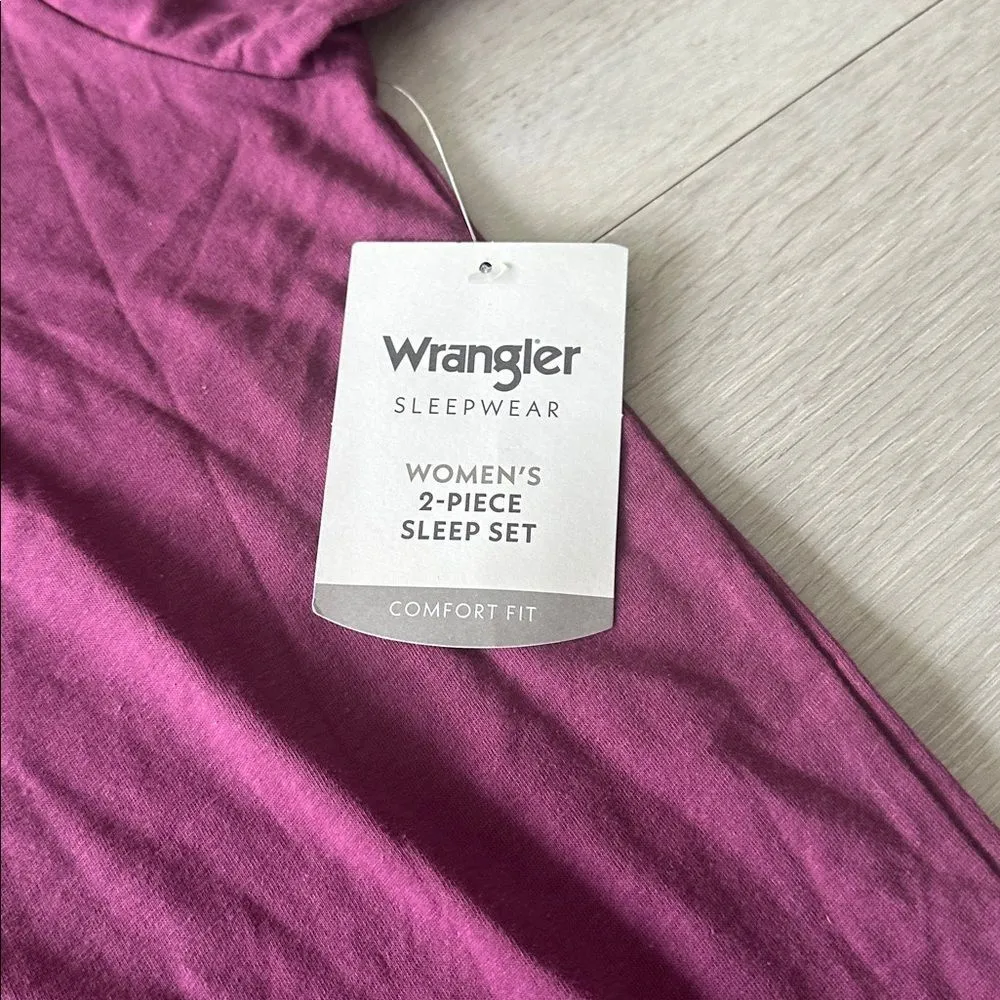 Wrangler
SLEEPWEAR
WOMEN'S
2-PIECE
SLEEP SET
COMFORT FIT